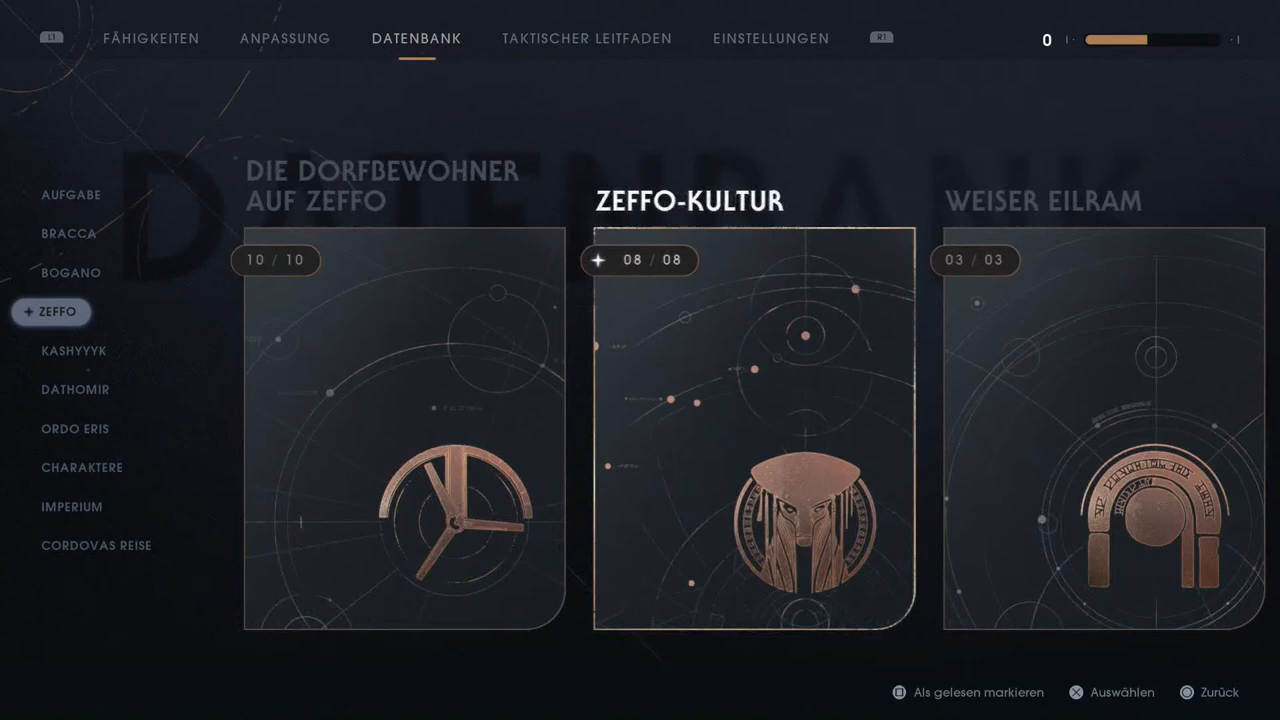 L1 FÄHIGKEITEN ANPASSUNG DATENBANK TAKTISCHER LEITFADEN EINSTELLUNGEN R1 0
DATENBANK
AUFGABE
BRACCA
BOGANO
ZEFFO
KASHYYYK
DATHOMIR
ORDO ERIS
CHARAKTERE
IMPERIUM
CORDOVAS REISE
DIE DORFBEWOHNER
AUF ZEFFO
10 / 10
ZEFFO-KULTUR
08 / 08
WEISER EILRAM
03 / 03
Als gelesen markieren Auswählen Zurück